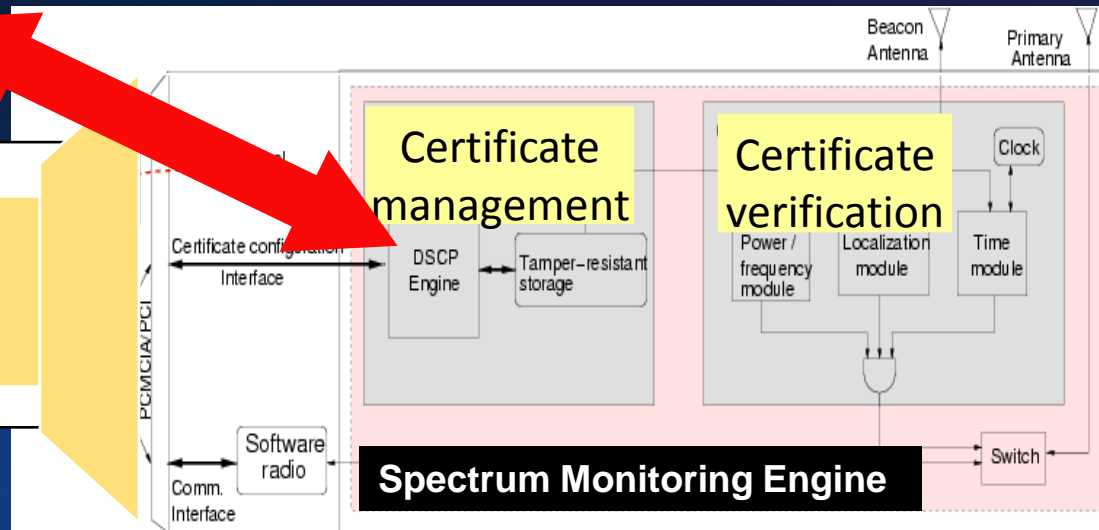 Beacon
Antenna
Primary
Antenna
Certificate
management
Certificate
verification
Clock
Certificate configuration
Interface
DSCP
Engine
Tamper-resistant
storage
Power /
frequency
module
Localization
module
Time
module
PCMCIA/PCI
Software
radio
Comm.
Interface
Spectrum Monitoring Engine
Switch